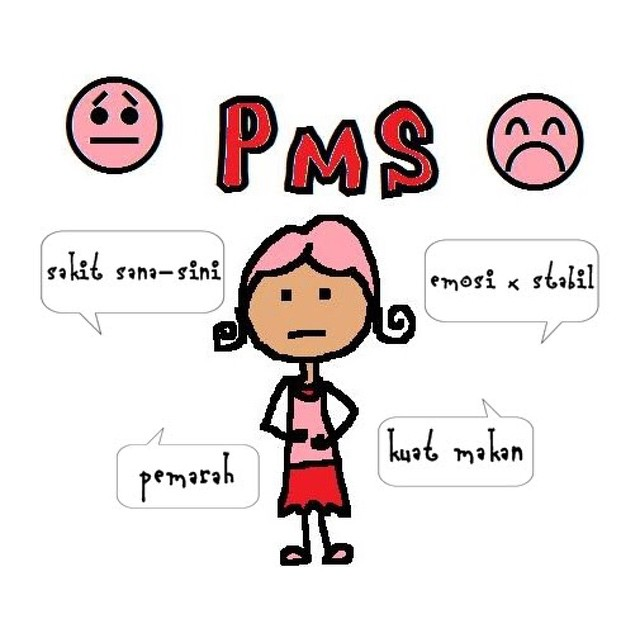 PMS
sakit sana-sini
emosi x stabil
pemarah
kuat makan